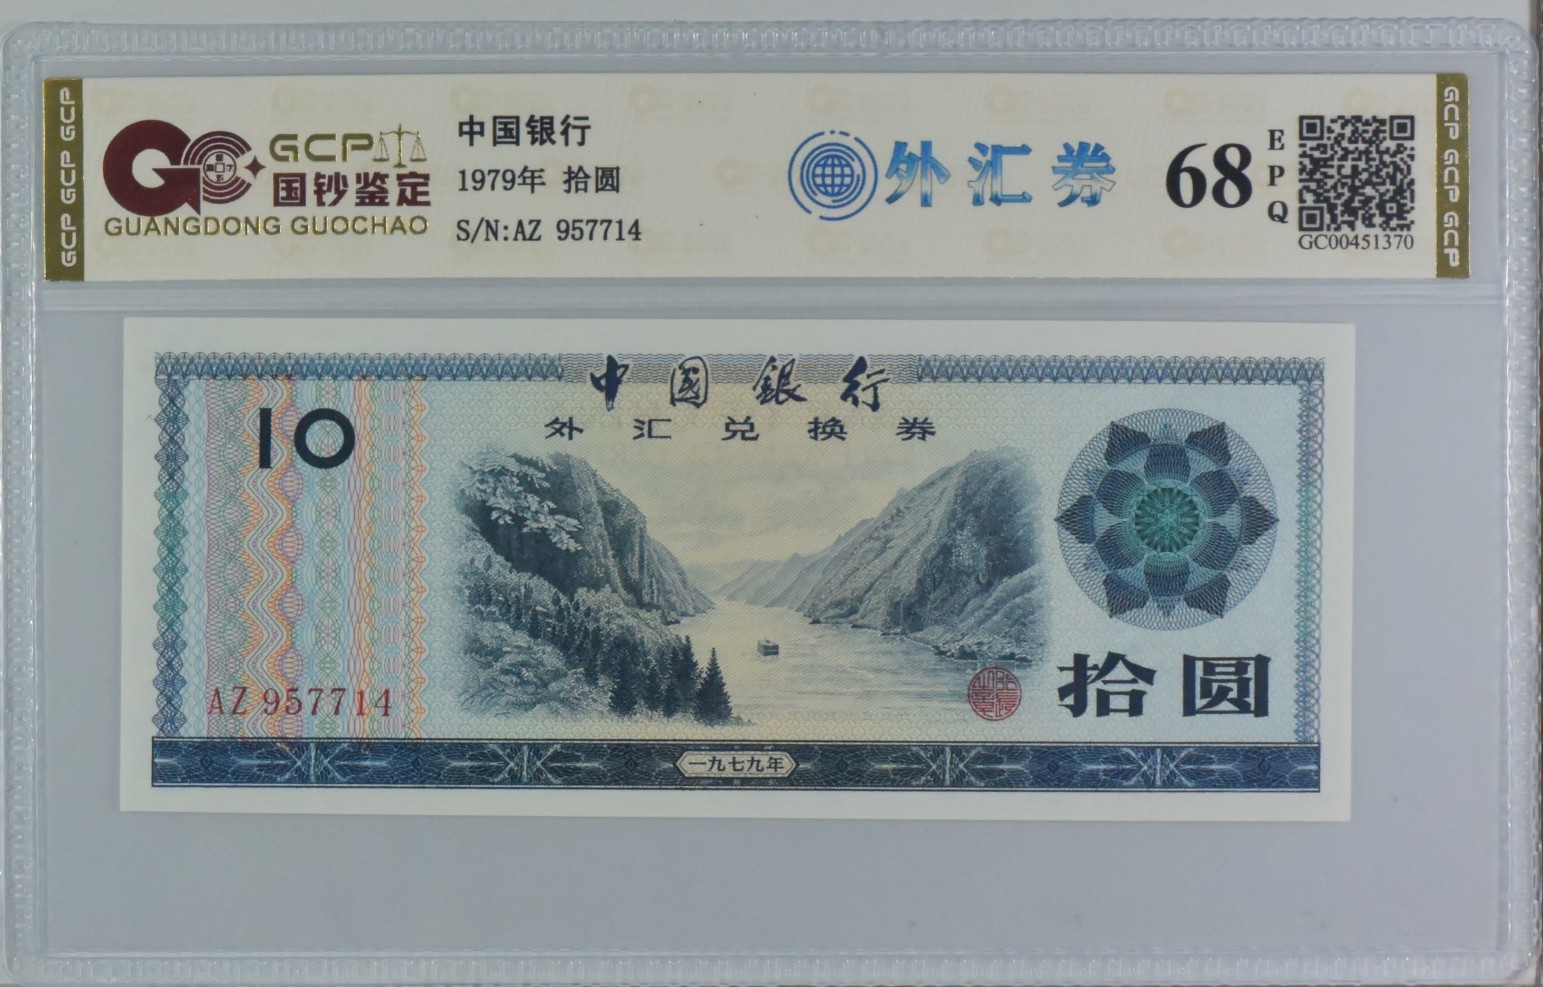 GCP GCP GCP
GCP
国钞鉴定
GUANGDONG GUOCHAO
中国银行
1979年 拾圆
S/N:AZ 957714
外汇券
68
EPQ
GC00451370
GCP GCP GCP
中國銀行
外汇兑换券
10
AZ 957714
拾圆
一九七九年